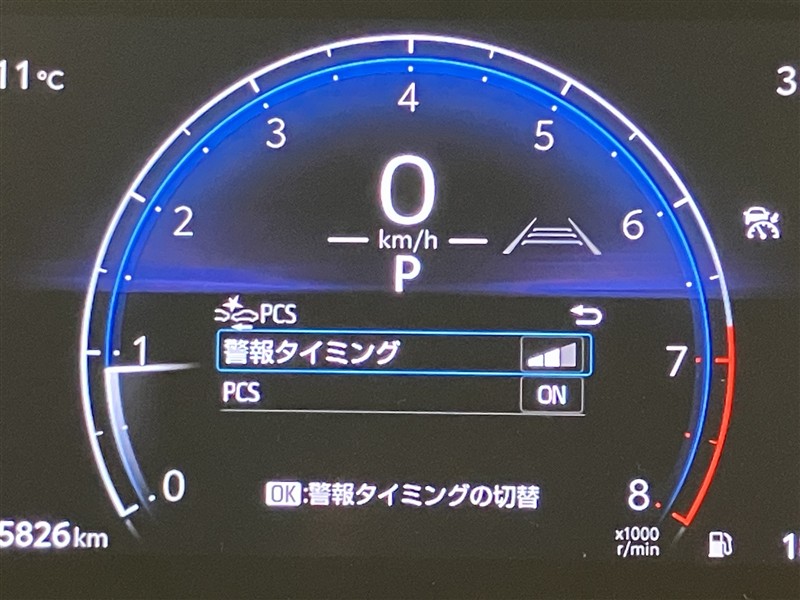 11℃
3
4
3
5
0
2
6
km/h
P
PCS
警報タイミング
1
7
PCS
ON
0
OK:警報タイミングの切替
8
5826km
x1000
r/min